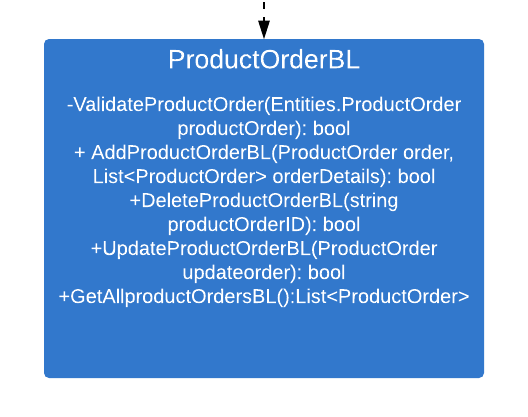 ProductOrderBL
-ValidateProductOrder(Entities.ProductOrder
productOrder): bool
+ AddProductOrderBL(ProductOrder order,
List<ProductOrder> orderDetails): bool
+DeleteProductOrderBL(string
productOrderID): bool
+UpdateProductOrderBL(ProductOrder
updateorder): bool
+GetAllproductOrdersBL():List<ProductOrder>